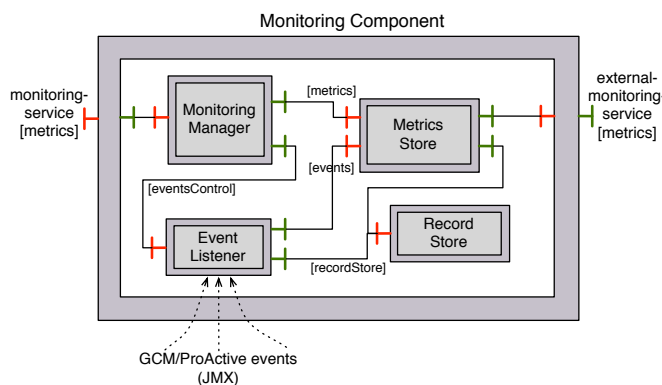 Monitoring Component
monitoring-
service
[metrics]
Monitoring
Manager
[metrics]
Metrics
Store
external-
monitoring-
service
[metrics]
[eventsControl]
[events]
Event
Listener
Record
Store
[recordStore]
GCM/ProActive events
(JMX)